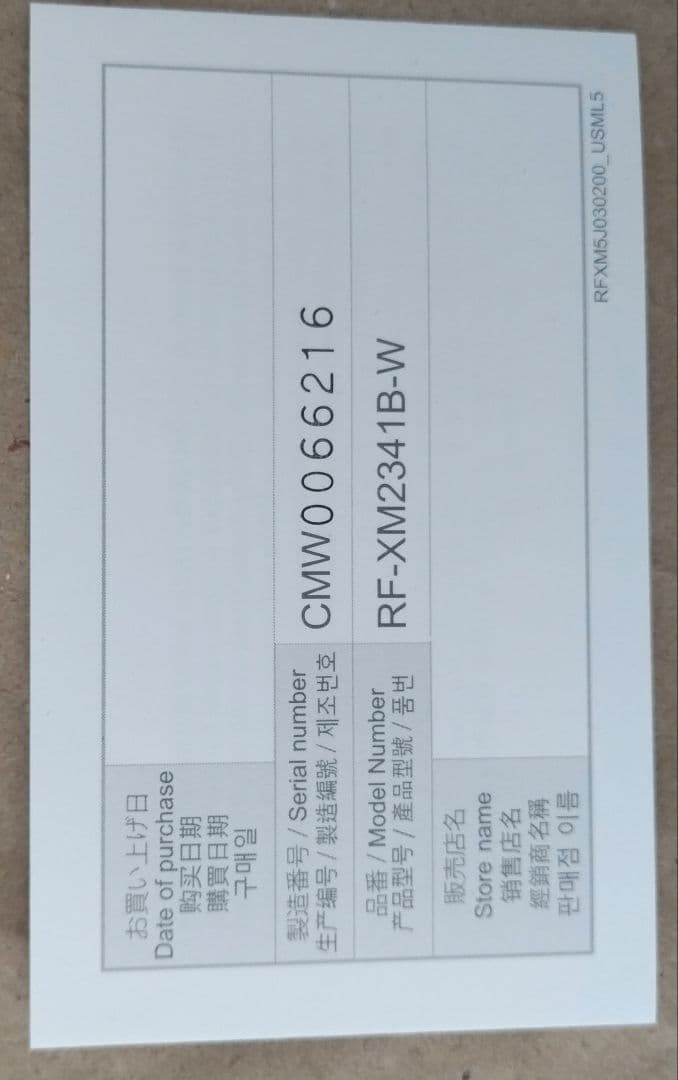 お買い上げ日
Date of purchase
购买日期
購買日期
구매일
製造番号 / Serial number
生产编号 / 製造編號 / 제조번호
CMW0066216
品番 / Model Number
产品型号 / 產品型號 / 품번
RF-XM2341B-W
販売店名
Store name
销售店名
經銷商名稱
판매점 이름
RFXM5J030200_USML5